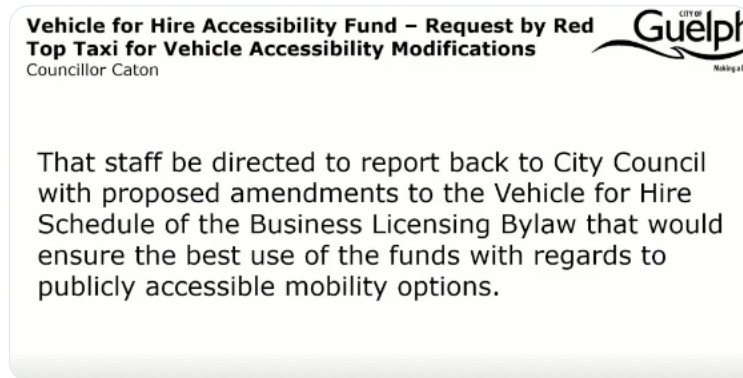 Vehicle for Hire Accessibility Fund – Request by Red
Top Taxi for Vehicle Accessibility Modifications
Councillor Caton
CITY OF
Guelph
Making a
That staff be directed to report back to City Council
with proposed amendments to the Vehicle for Hire
Schedule of the Business Licensing Bylaw that would
ensure the best use of the funds with regards to
publicly accessible mobility options.